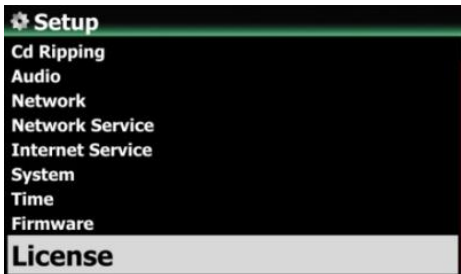 Setup
Cd Ripping
Audio
Network
Network Service
Internet Service
System
Time
Firmware
License